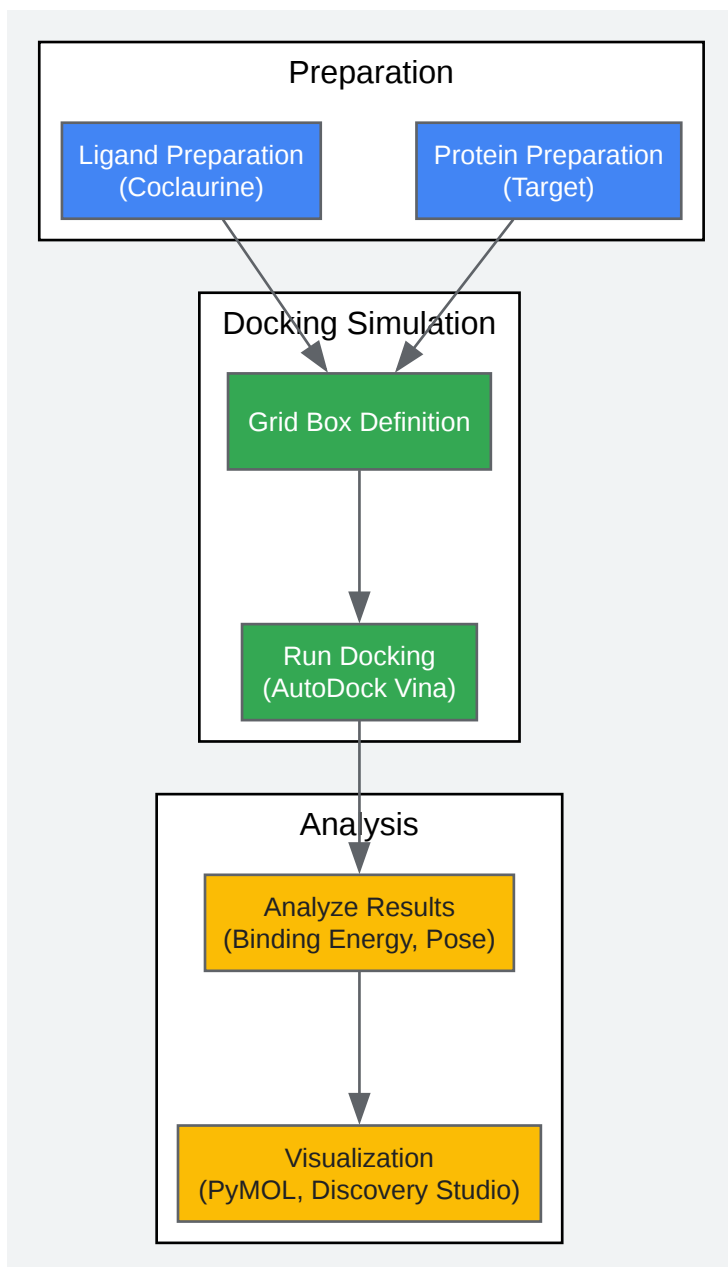 Preparation
Ligand Preparation
(Coclaurine)
Protein Preparation
(Target)
Docking Simulation
Grid Box Definition
Run Docking
(AutoDock Vina)
Analysis
Analyze Results
(Binding Energy, Pose)
Visualization
(PyMOL, Discovery Studio)